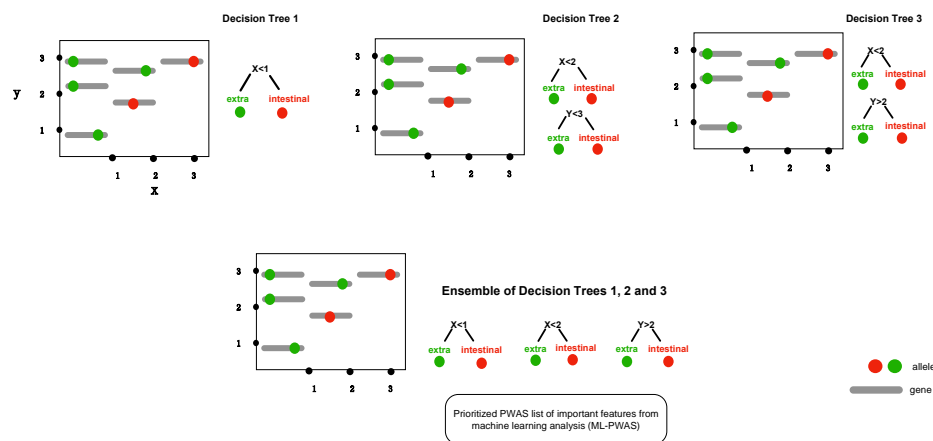 Decision Tree 1
Decision Tree 2
Decision Tree 3
3
2
1
y
1 2 3
X
X<1
extra intestinal
3
2
1
1 2 3
X<2
extra intestinal
Y<3
extra intestinal
3
2
1
1 2 3
X<2
extra intestinal
Y>2
extra intestinal
3
2
1
1 2 3
Ensemble of Decision Trees 1, 2 and 3
X<1 X<2 Y>2
extra intestinal extra intestinal extra intestinal
allele
gene
Prioritized PWAS list of important features from
machine learning analysis (ML-PWAS)